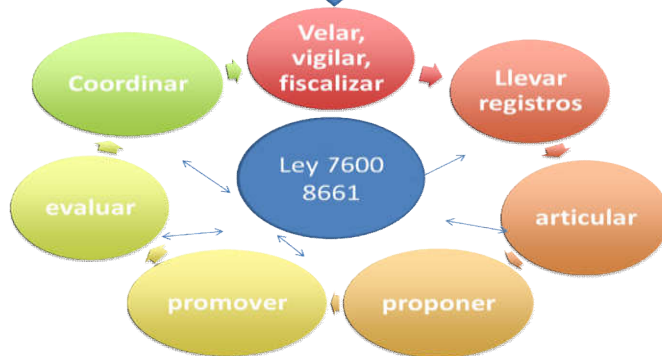 Velar,
vigilar,
fiscalizar
Llevar
registros
articular
proponer
promover
evaluar
Coordinar
Ley 7600
8661